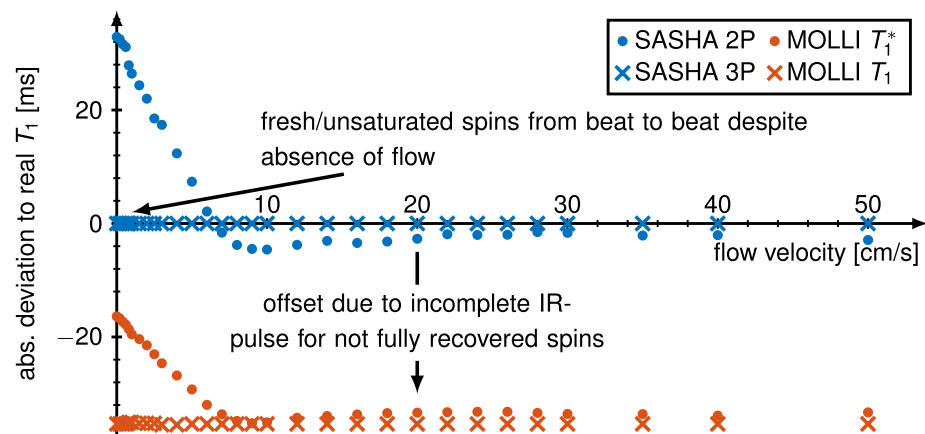 SASHA 2P MOLLI T₁*
SASHA 3P MOLLI T₁
abs. deviation to real T₁ [ms]
20
fresh/unsaturated spins from beat to beat despite
absence of flow
0 10 20 30 40 50
flow velocity [cm/s]
offset due to incomplete IR-
pulse for not fully recovered spins
−20